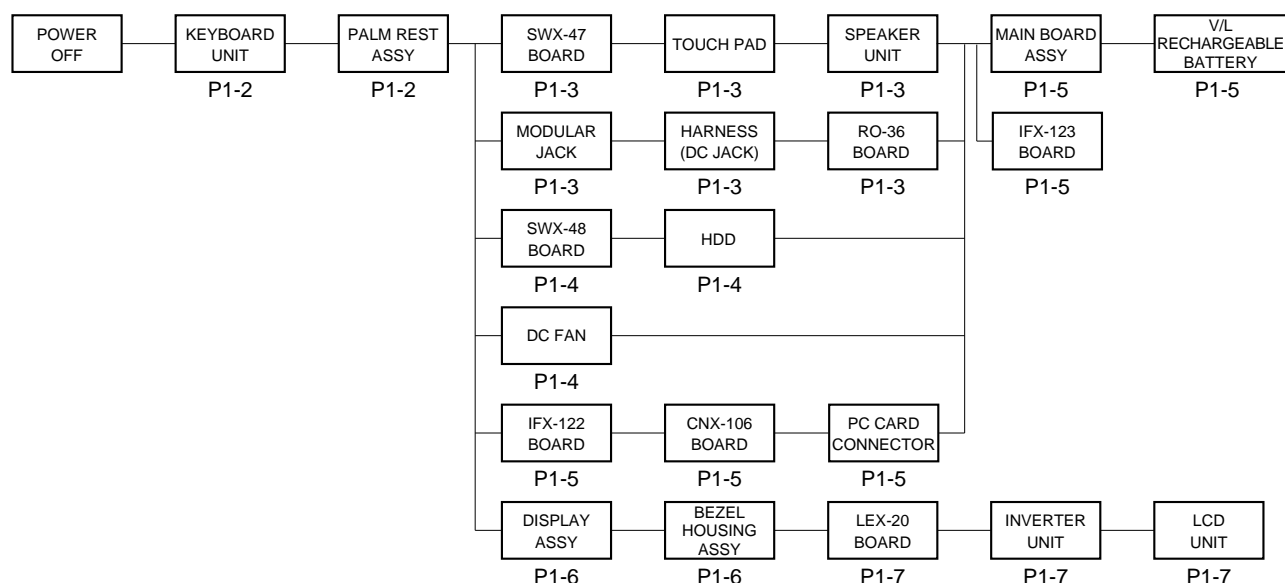 POWER
OFF
KEYBOARD
UNIT
P1-2
PALM REST
ASSY
P1-2
SWX-47
BOARD
P1-3
TOUCH PAD
P1-3
SPEAKER
UNIT
P1-3
MAIN BOARD
ASSY
P1-5
V/L
RECHARGEABLE
BATTERY
P1-5
MODULAR
JACK
P1-3
HARNESS
(DC JACK)
P1-3
RO-36
BOARD
P1-3
IFX-123
BOARD
P1-5
SWX-48
BOARD
P1-4
HDD
P1-4
DC FAN
P1-4
IFX-122
BOARD
P1-5
CNX-106
BOARD
P1-5
PC CARD
CONNECTOR
P1-5
DISPLAY
ASSY
P1-6
BEZEL
HOUSING
ASSY
P1-6
LEX-20
BOARD
P1-7
INVERTER
UNIT
P1-7
LCD
UNIT
P1-7